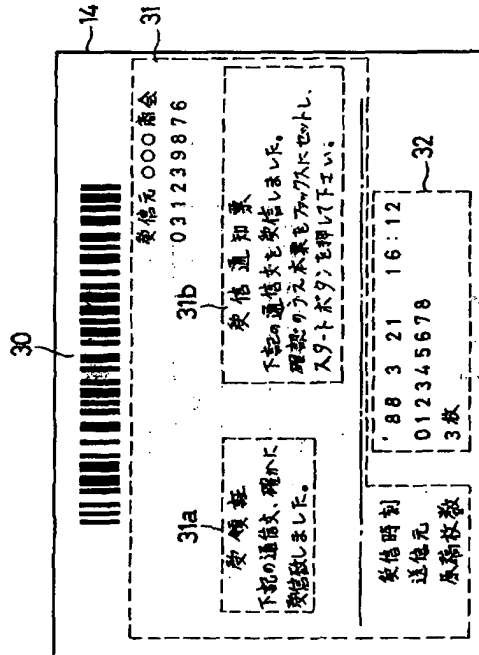 30
14
31
受信元 〇〇〇商会
031239876
31a
受領証
下記の通信文、確かに
受信致しました。
31b
受信通知票
下記の通信文を受信しました。
確認のうえ本票をファックスにセットし、
スタートボタンを押して下さい。
32
受信時刻 '88 3 21 16:12
送信元 012345678
原稿枚数 3枚